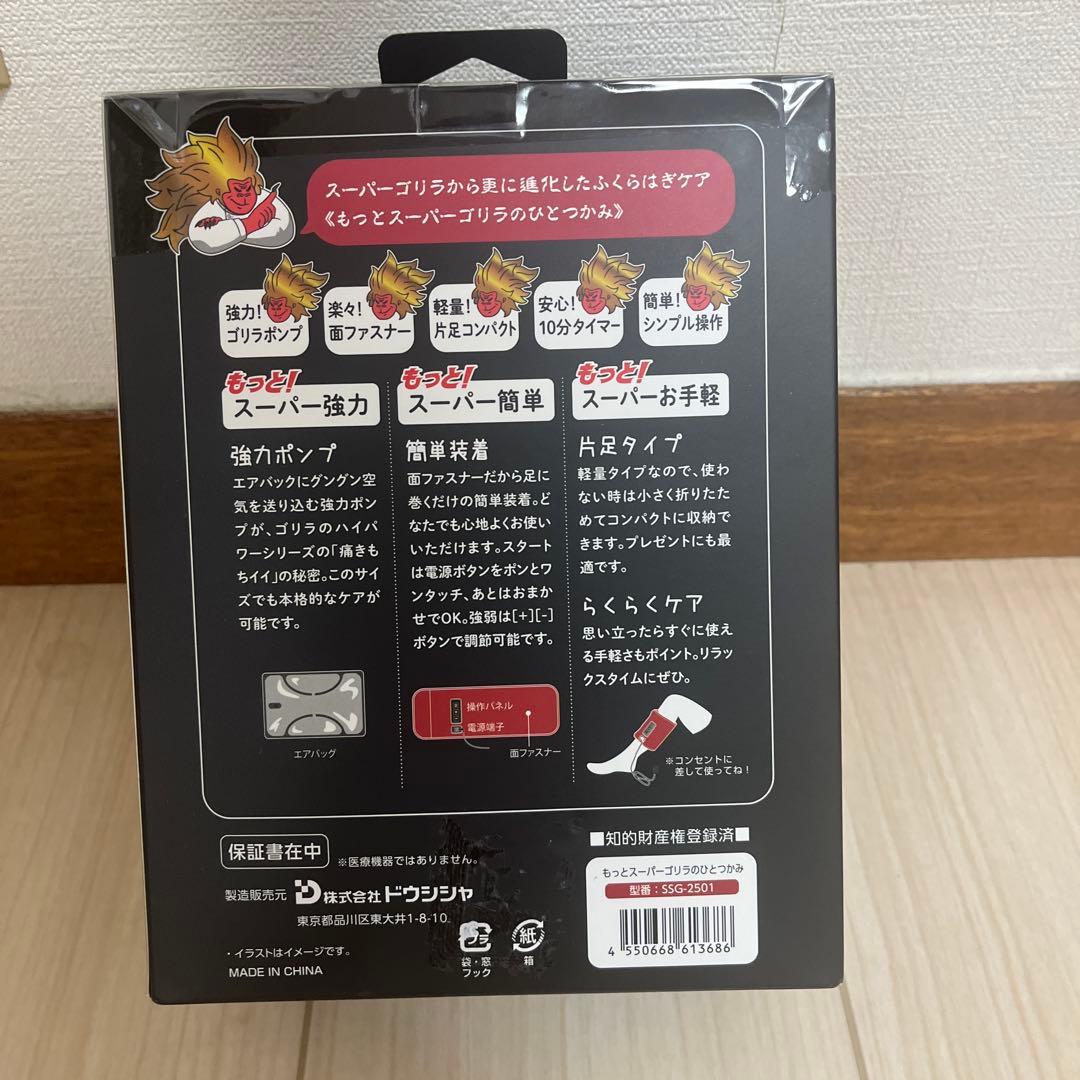 スーパーゴリラから更に進化したふくらはぎケア
《もっとスーパーゴリラのひとつかみ》
強力!
ゴリラポンプ
楽々!
面ファスナー
軽量!
片足コンパクト
安心!
10分タイマー
簡単!
シンプル操作
もっと!
スーパー強力
強力ポンプ
エアバックにグングン空
気を送り込む強力ポン
プが、ゴリラのハイパ
ワーシリーズの「痛きも
ちイイ」の秘密。このサイ
ズでも本格的なケアが
可能です。
エアバッグ
もっと!
スーパー簡単
簡単装着
面ファスナーだから足に
巻くだけの簡単装着。ど
なたでも心地よくお使い
いただけます。スタート
は電源ボタンをポンとワ
ンタッチ、あとはおまか
せでOK。強弱は[+][-]
ボタンで調節可能です。
操作パネル
電源端子
面ファスナー
もっと!
スーパーお手軽
片足タイプ
軽量タイプなので、使わ
ない時は小さく折りたた
めてコンパクトに収納で
きます。プレゼントにも最
適です。
らくらくケア
思い立ったらすぐに使え
る手軽さもポイント。リラッ
クスタイムにぜひ。
※コンセントに
差して使ってね!
保証書在中
※医療機器ではありません。
製造販売元 株式会社ドウシシャ
東京都品川区東大井1-8-10
・イラストはイメージです。
MADE IN CHINA
プラ
袋・窓
フック
紙
箱
■知的財産権登録済■
もっとスーパーゴリラのひとつかみ
型番:SSG-2501
4 550668 613686